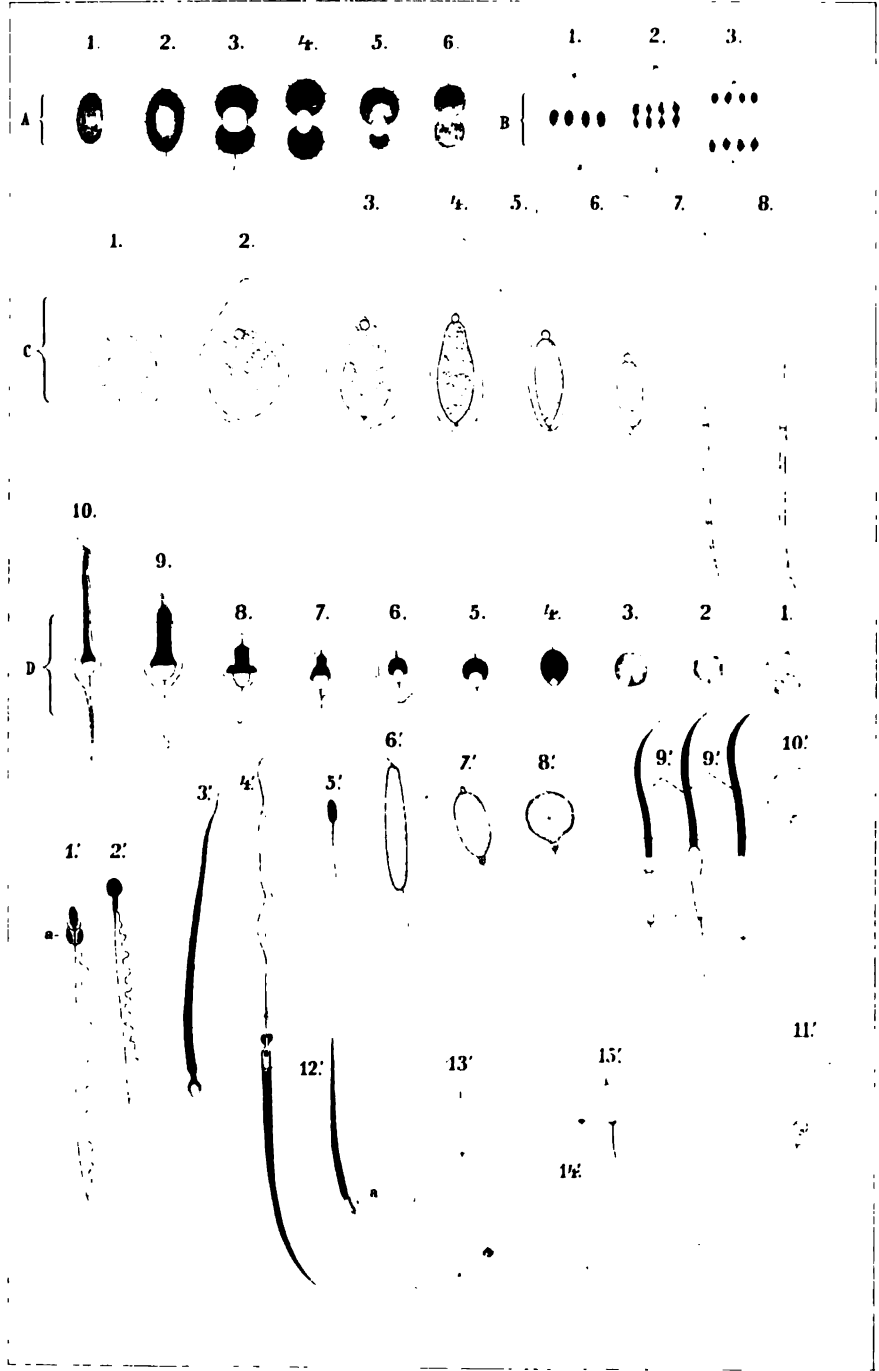 1. 2. 3. 4. 5. 6. 1. 2. 3.
A B
3. 4. 5. 6. 7. 8.
1. 2.
C
10.
9.
8. 7. 6. 5. 4. 3. 2 1.
D
6'. 7'. 8'. 9'. 9'. 10'.
3'. 4'. 5'.
1'. 2'.
a-
11'.
12'. 13' 15'.
14'.
a